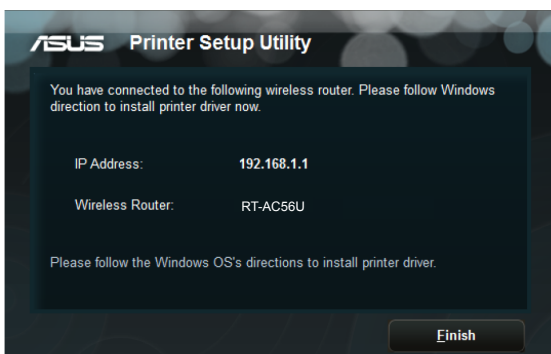 ASUS Printer Setup Utility
You have connected to the following wireless router. Please follow Windows
direction to install printer driver now.
IP Address: 192.168.1.1
Wireless Router: RT-AC56U
Please follow the Windows OS's directions to install printer driver.
Finish